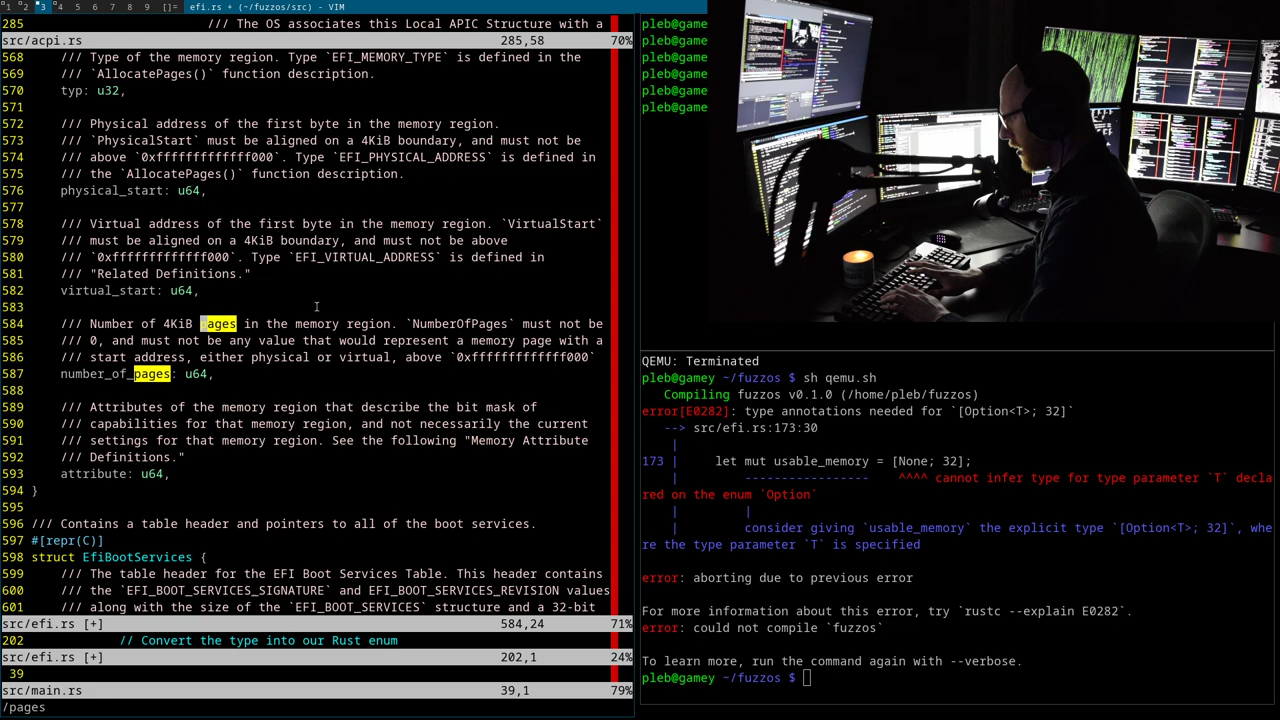 1 2 3 4 5 6 7 8 9 []= efi.rs + (~/fuzzos/src) - VIM
285 /// The OS associates this Local APIC Structure with a
src/acpi.rs 285,58 70%
568 /// Type of the memory region. Type `EFI_MEMORY_TYPE` is defined in the
569 /// `AllocatePages()` function description.
570 typ: u32,
571
572 /// Physical address of the first byte in the memory region.
573 /// `PhysicalStart` must be aligned on a 4KiB boundary, and must not be
574 /// above `0xfffffffffffff000`. Type `EFI_PHYSICAL_ADDRESS` is defined in
575 /// the `AllocatePages()` function description.
576 physical_start: u64,
577
578 /// Virtual address of the first byte in the memory region. `VirtualStart`
579 /// must be aligned on a 4KiB boundary, and must not be above
580 /// `0xfffffffffffff000`. Type `EFI_VIRTUAL_ADDRESS` is defined in
581 /// "Related Definitions."
582 virtual_start: u64,
583
584 /// Number of 4KiB pages in the memory region. `NumberOfPages` must not be
585 /// 0, and must not be any value that would represent a memory page with a
586 /// start address, either physical or virtual, above `0xfffffffffffff000`
587 number_of_pages: u64,
588
589 /// Attributes of the memory region that describe the bit mask of
590 /// capabilities for that memory region, and not necessarily the current
591 /// settings for that memory region. See the following "Memory Attribute
592 /// Definitions."
593 attribute: u64,
594 }
595
596 /// Contains a table header and pointers to all of the boot services.
597 #[repr(C)]
598 struct EfiBootServices {
599 /// The table header for the EFI Boot Services Table. This header contains
600 /// the `EFI_BOOT_SERVICES_SIGNATURE` and EFI_BOOT_SERVICES_REVISION values
601 /// along with the size of the `EFI_BOOT_SERVICES` structure and a 32-bit
src/efi.rs [+] 584,24 71%
202 // Convert the type into our Rust enum
src/efi.rs [+] 202,1 24%
39
src/main.rs 39,1 79%
/pages
pleb@game
pleb@game
pleb@game
pleb@game
pleb@game
pleb@game
QEMU: Terminated
pleb@gamey ~/fuzzos $ sh qemu.sh
Compiling fuzzos v0.1.0 (/home/pleb/fuzzos)
error[E0282]: type annotations needed for `[Option<T>; 32]`
--> src/efi.rs:173:30
|
173 | let mut usable_memory = [None; 32];
| ----------------- ^^^^ cannot infer type for type parameter `T` decla
red on the enum `Option`
| |
| consider giving `usable_memory` the explicit type `[Option<T>; 32]`, whe
re the type parameter `T` is specified
error: aborting due to previous error
For more information about this error, try `rustc --explain E0282`.
error: could not compile `fuzzos`
To learn more, run the command again with --verbose.
pleb@gamey ~/fuzzos $